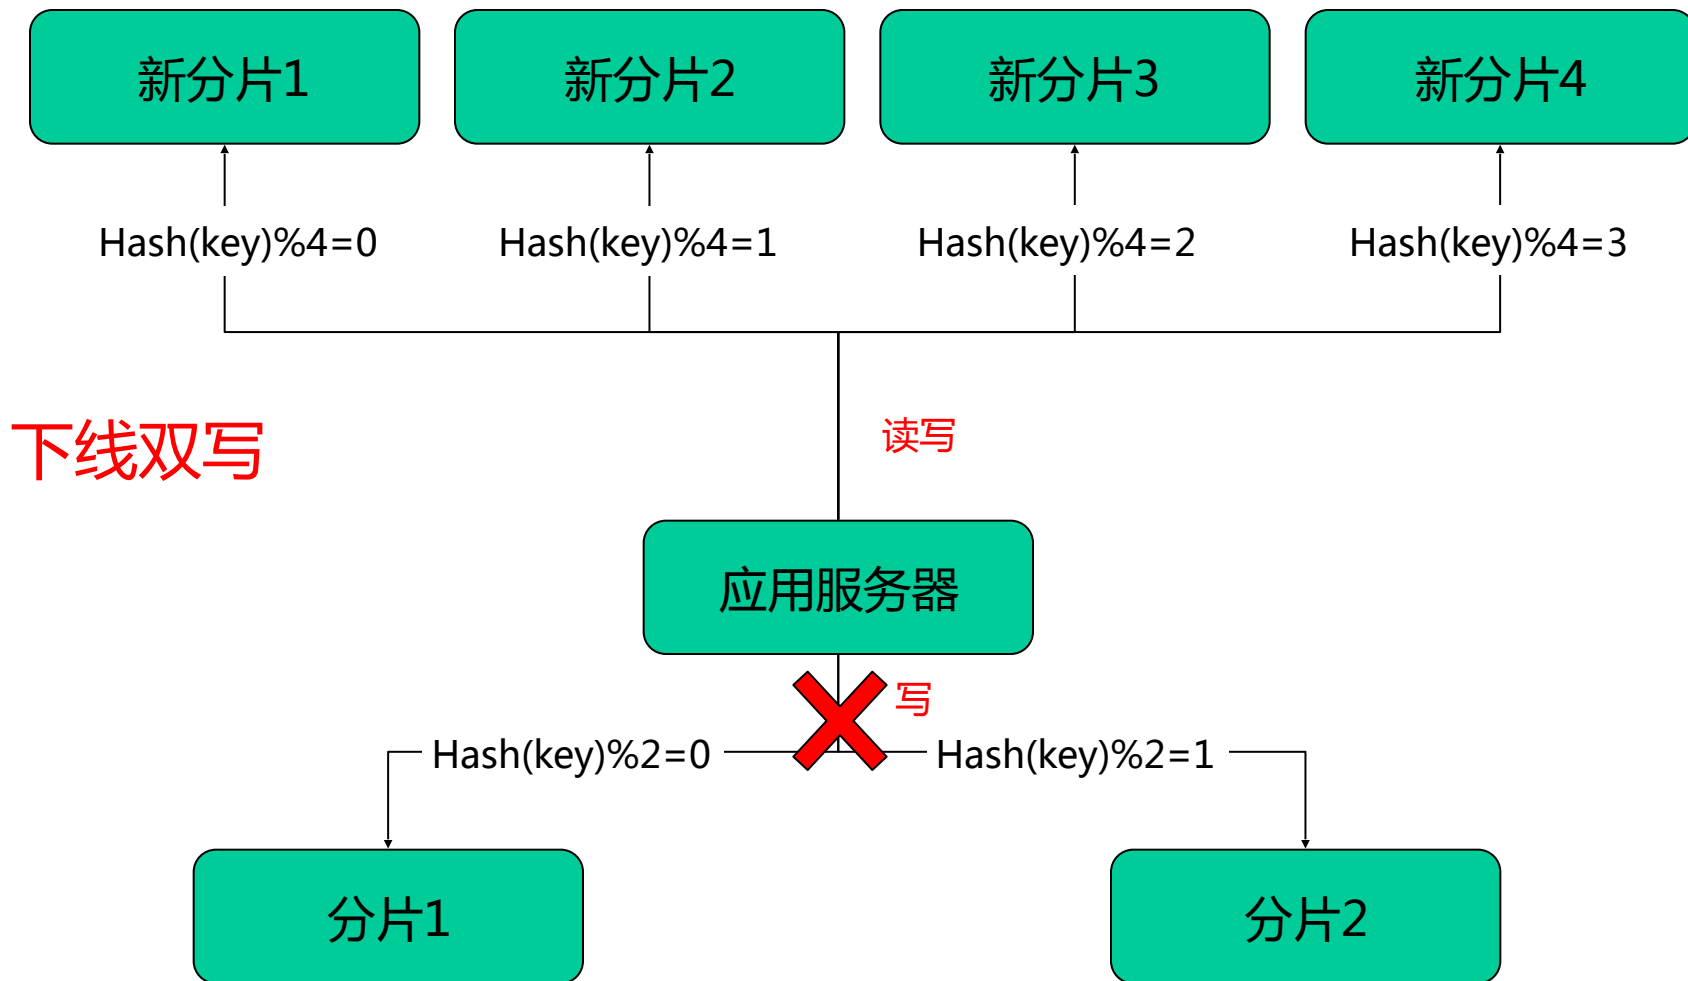 新分片1
新分片2
新分片3
新分片4
Hash(key)%4=0
Hash(key)%4=1
Hash(key)%4=2
Hash(key)%4=3
下线双写
读写
应用服务器
写
Hash(key)%2=0
Hash(key)%2=1
分片1
分片2